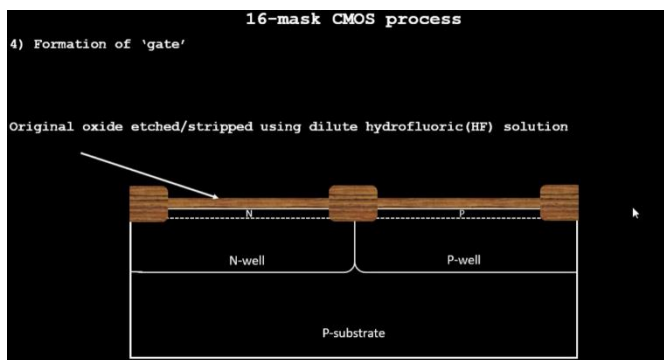 16-mask CMOS process
4) Formation of ‘gate’
Original oxide etched/stripped using dilute hydrofluoric(HF) solution
N P
N-well P-well
P-substrate